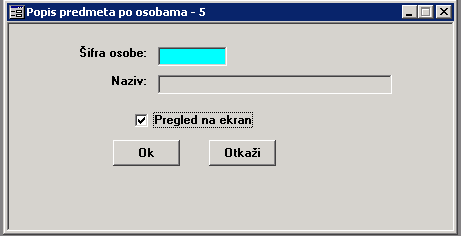 Popis predmeta po osobama - 5
Šifra osobe:
Naziv:
Pregled na ekran
Ok Otkaži